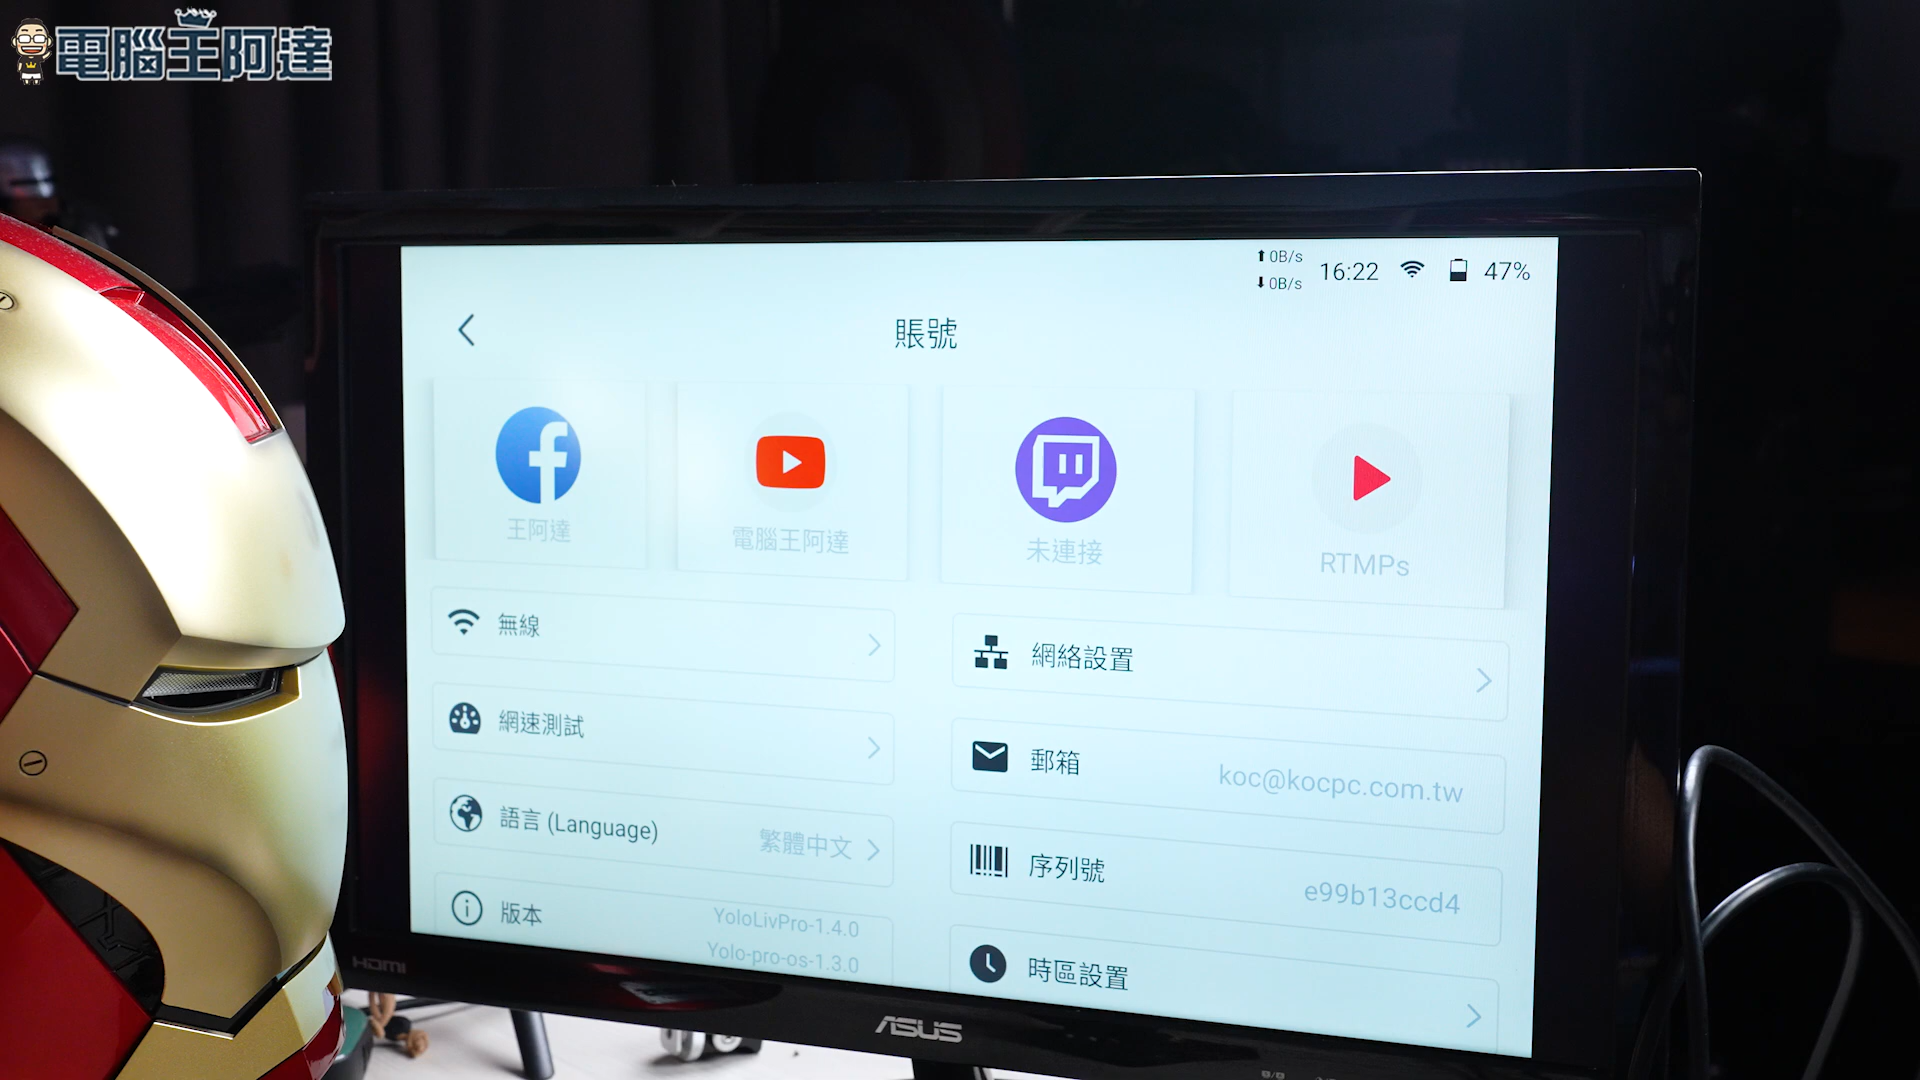 電腦王阿達
0B/s
0B/s
16:22
47%
賬號
王阿達
電腦王阿達
未連接
RTMPs
無線
網絡設置
網速測試
郵箱
koc@kocpc.com.tw
語言 (Language)
繁體中文
序列號
e99b13ccd4
版本
YoloLivPro-1.4.0
Yolo-pro-os-1.3.0
時區設置
HDMI
ASUS